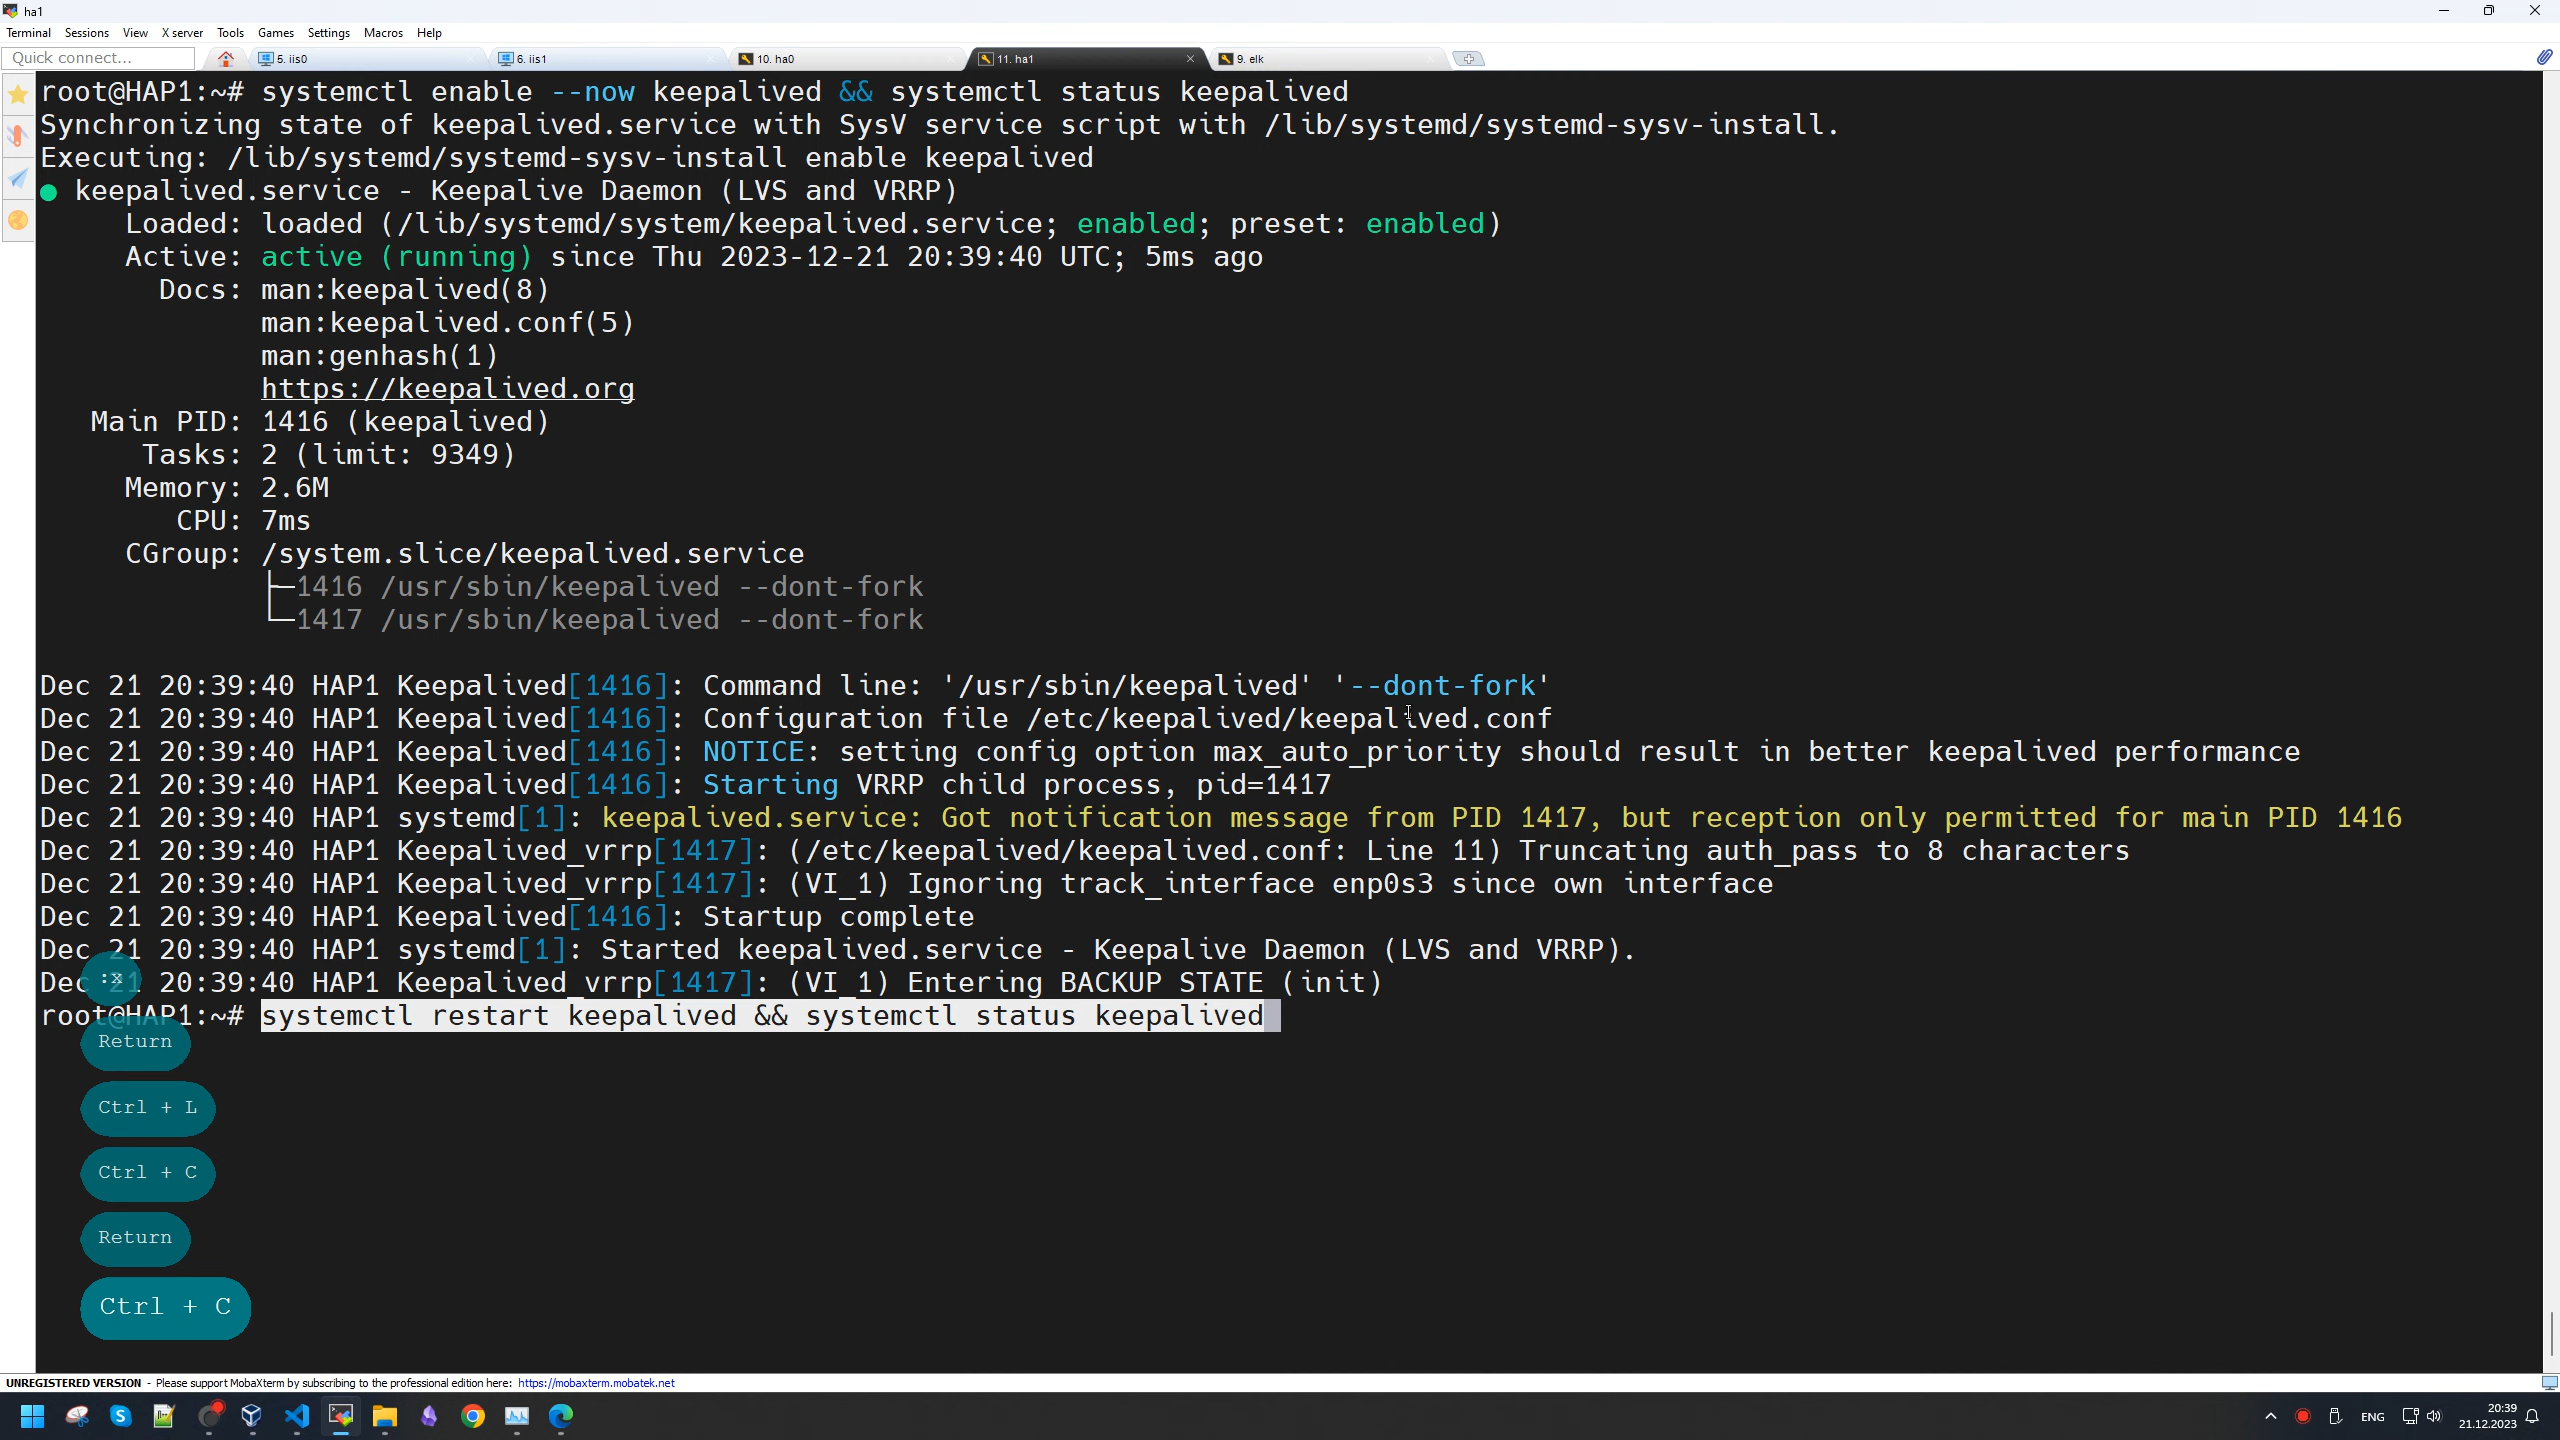 ha1
Terminal Sessions View X server Tools Games Settings Macros Help
Quick connect... 5. iis0 6. iis1 10. ha0 11. ha1 9. elk
root@HAP1:~# systemctl enable --now keepalived && systemctl status keepalived
Synchronizing state of keepalived.service with SysV service script with /lib/systemd/systemd-sysv-install.
Executing: /lib/systemd/systemd-sysv-install enable keepalived
● keepalived.service - Keepalive Daemon (LVS and VRRP)
Loaded: loaded (/lib/systemd/system/keepalived.service; enabled; preset: enabled)
Active: active (running) since Thu 2023-12-21 20:39:40 UTC; 5ms ago
Docs: man:keepalived(8)
man:keepalived.conf(5)
man:genhash(1)
https://keepalived.org
Main PID: 1416 (keepalived)
Tasks: 2 (limit: 9349)
Memory: 2.6M
CPU: 7ms
CGroup: /system.slice/keepalived.service
├─1416 /usr/sbin/keepalived --dont-fork
└─1417 /usr/sbin/keepalived --dont-fork
Dec 21 20:39:40 HAP1 Keepalived[1416]: Command line: '/usr/sbin/keepalived' '--dont-fork'
Dec 21 20:39:40 HAP1 Keepalived[1416]: Configuration file /etc/keepalived/keepalived.conf
Dec 21 20:39:40 HAP1 Keepalived[1416]: NOTICE: setting config option max_auto_priority should result in better keepalived performance
Dec 21 20:39:40 HAP1 Keepalived[1416]: Starting VRRP child process, pid=1417
Dec 21 20:39:40 HAP1 systemd[1]: keepalived.service: Got notification message from PID 1417, but reception only permitted for main PID 1416
Dec 21 20:39:40 HAP1 Keepalived_vrrp[1417]: (/etc/keepalived/keepalived.conf: Line 11) Truncating auth_pass to 8 characters
Dec 21 20:39:40 HAP1 Keepalived_vrrp[1417]: (VI_1) Ignoring track_interface enp0s3 since own interface
Dec 21 20:39:40 HAP1 Keepalived[1416]: Startup complete
Dec 21 20:39:40 HAP1 systemd[1]: Started keepalived.service - Keepalive Daemon (LVS and VRRP).
Dec 21 20:39:40 HAP1 Keepalived_vrrp[1417]: (VI_1) Entering BACKUP STATE (init)
:x
root@HAP1:~# systemctl restart keepalived && systemctl status keepalived
Return
Ctrl + L
Ctrl + C
Return
Ctrl + C
UNREGISTERED VERSION - Please support MobaXterm by subscribing to the professional edition here: https://mobaxterm.mobatek.net
ENG 20:39
21.12.2023